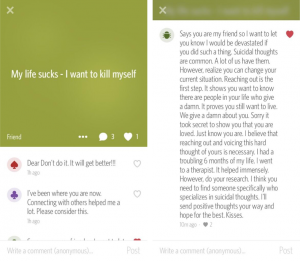 My life sucks - I want to kill myself
Friend
3
1
Dear Don't do it. It will get better!!!
1h ago
I've been where you are now.
Connecting with others helped me a
lot. Please consider this.
1h ago
Write a comment (anonymous)...
Post
Says you are my friend so I want to let
you know I would be devastated if
you did such a thing. Suicidal thoughts
are common. A lot of us have them.
However, realize you can change your
current situation. Reaching out is the
first step. It shows you want to know
there are people in your life who give
a damn. It proves you still want to live.
We give a damn about you. Sorry it
took secret to show you that you are
loved. Just know you are. I believe that
reaching out and voicing this hard
thought of yours is necessary. I had a
troubling 6 months of my life. I went
to a therapist. It helped immensely.
However, do your research. I think you
need to find someone specifically who
specializes in suicidal thoughts. I'll
send positive thoughts your way and
hope for the best. Kisses.
2
Write a comment (anonymous)...
Post